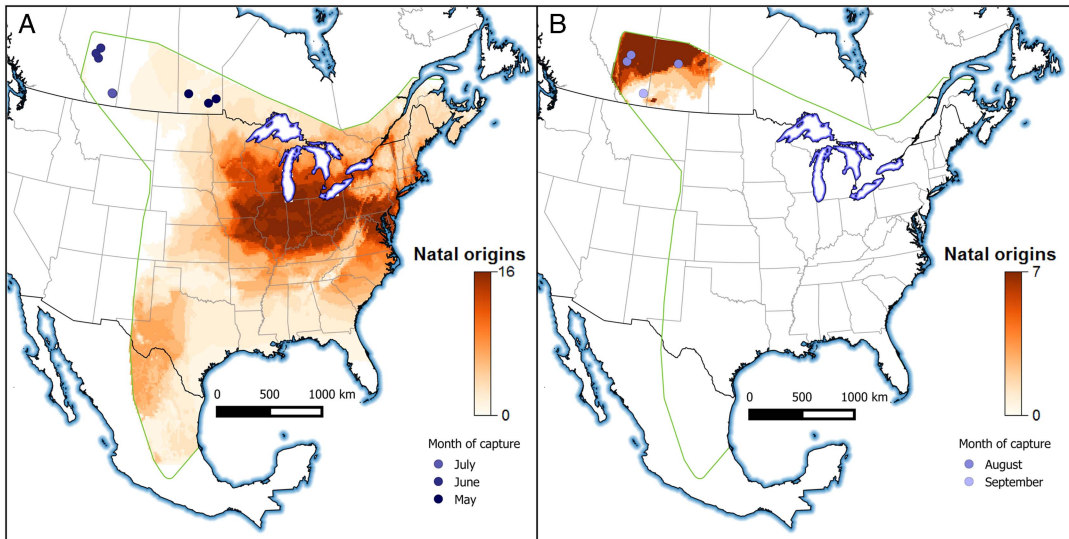 A
Natal origins
16
0
0 500 1000 km
Month of capture
July
June
May
B
Natal origins
7
0
0 500 1000 km
Month of capture
August
September